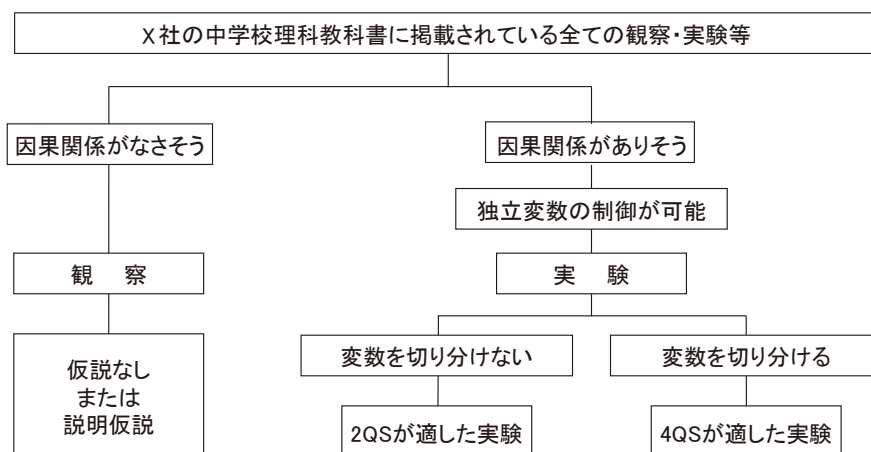 X社の中学校理科教科書に掲載されている全ての観察・実験等
因果関係がなさそう
因果関係がありそう
独立変数の制御が可能
観 察
実 験
仮説なし
または
説明仮説
変数を切り分けない
変数を切り分ける
2QSが適した実験
4QSが適した実験